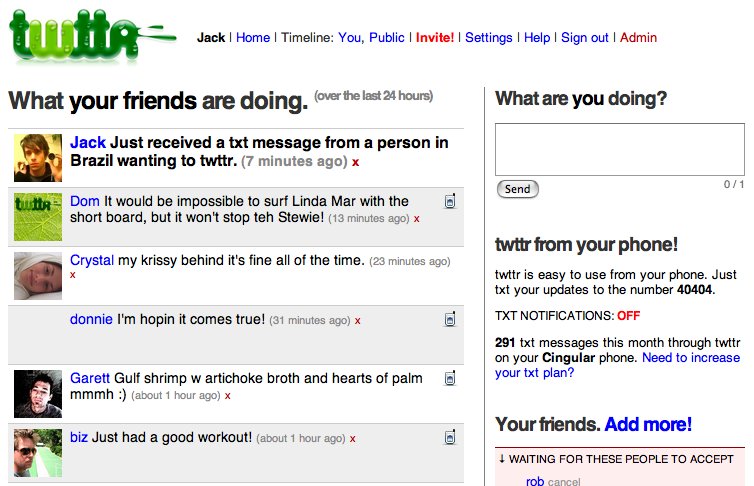 twttr
Jack | Home | Timeline: You, Public | Invite! | Settings | Help | Sign out | Admin
What your friends are doing. (over the last 24 hours)
Jack Just received a txt message from a person in
Brazil wanting to twttr. (7 minutes ago) x
twttr
Dom It would be impossible to surf Linda Mar with the
short board, but it won't stop teh Stewie! (13 minutes ago) x
Crystal my krissy behind it's fine all of the time. (23 minutes ago)
x
donnie I'm hopin it comes true! (31 minutes ago) x
Garett Gulf shrimp w artichoke broth and hearts of palm
mmmh :) (about 1 hour ago) x
biz Just had a good workout! (about 1 hour ago) x
What are you doing?
Send
0 / 1
twttr from your phone!
twttr is easy to use from your phone. Just
txt your updates to the number 40404.
TXT NOTIFICATIONS: OFF
291 txt messages this month through twttr
on your Cingular phone. Need to increase
your txt plan?
Your friends. Add more!
↓ WAITING FOR THESE PEOPLE TO ACCEPT
rob cancel